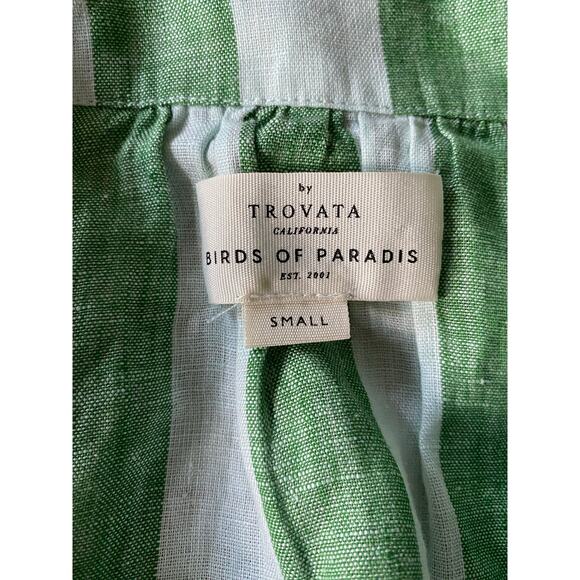 by
TROVATA
CALIFORNIA
BIRDS OF PARADIS
EST. 2001
SMALL